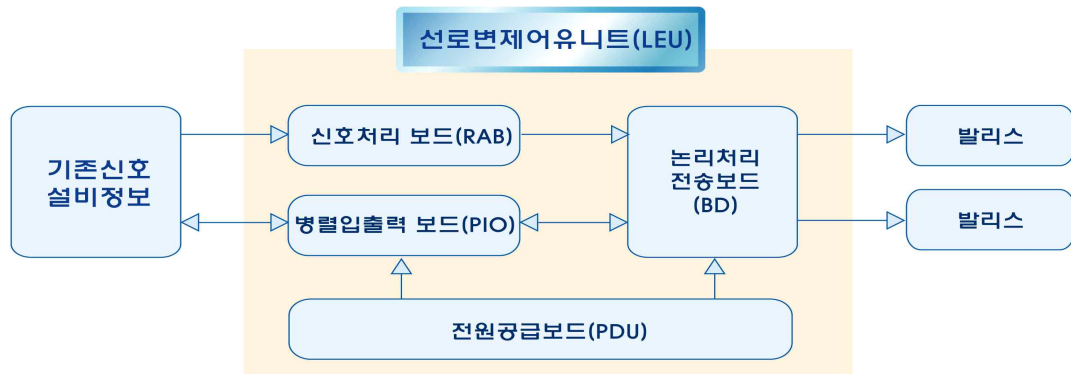 선로변제어유니트(LEU)
기존신호
설비정보
신호처리 보드(RAB)
병렬입출력 보드(PIO)
논리처리
전송보드
(BD)
발리스
발리스
전원공급보드(PDU)